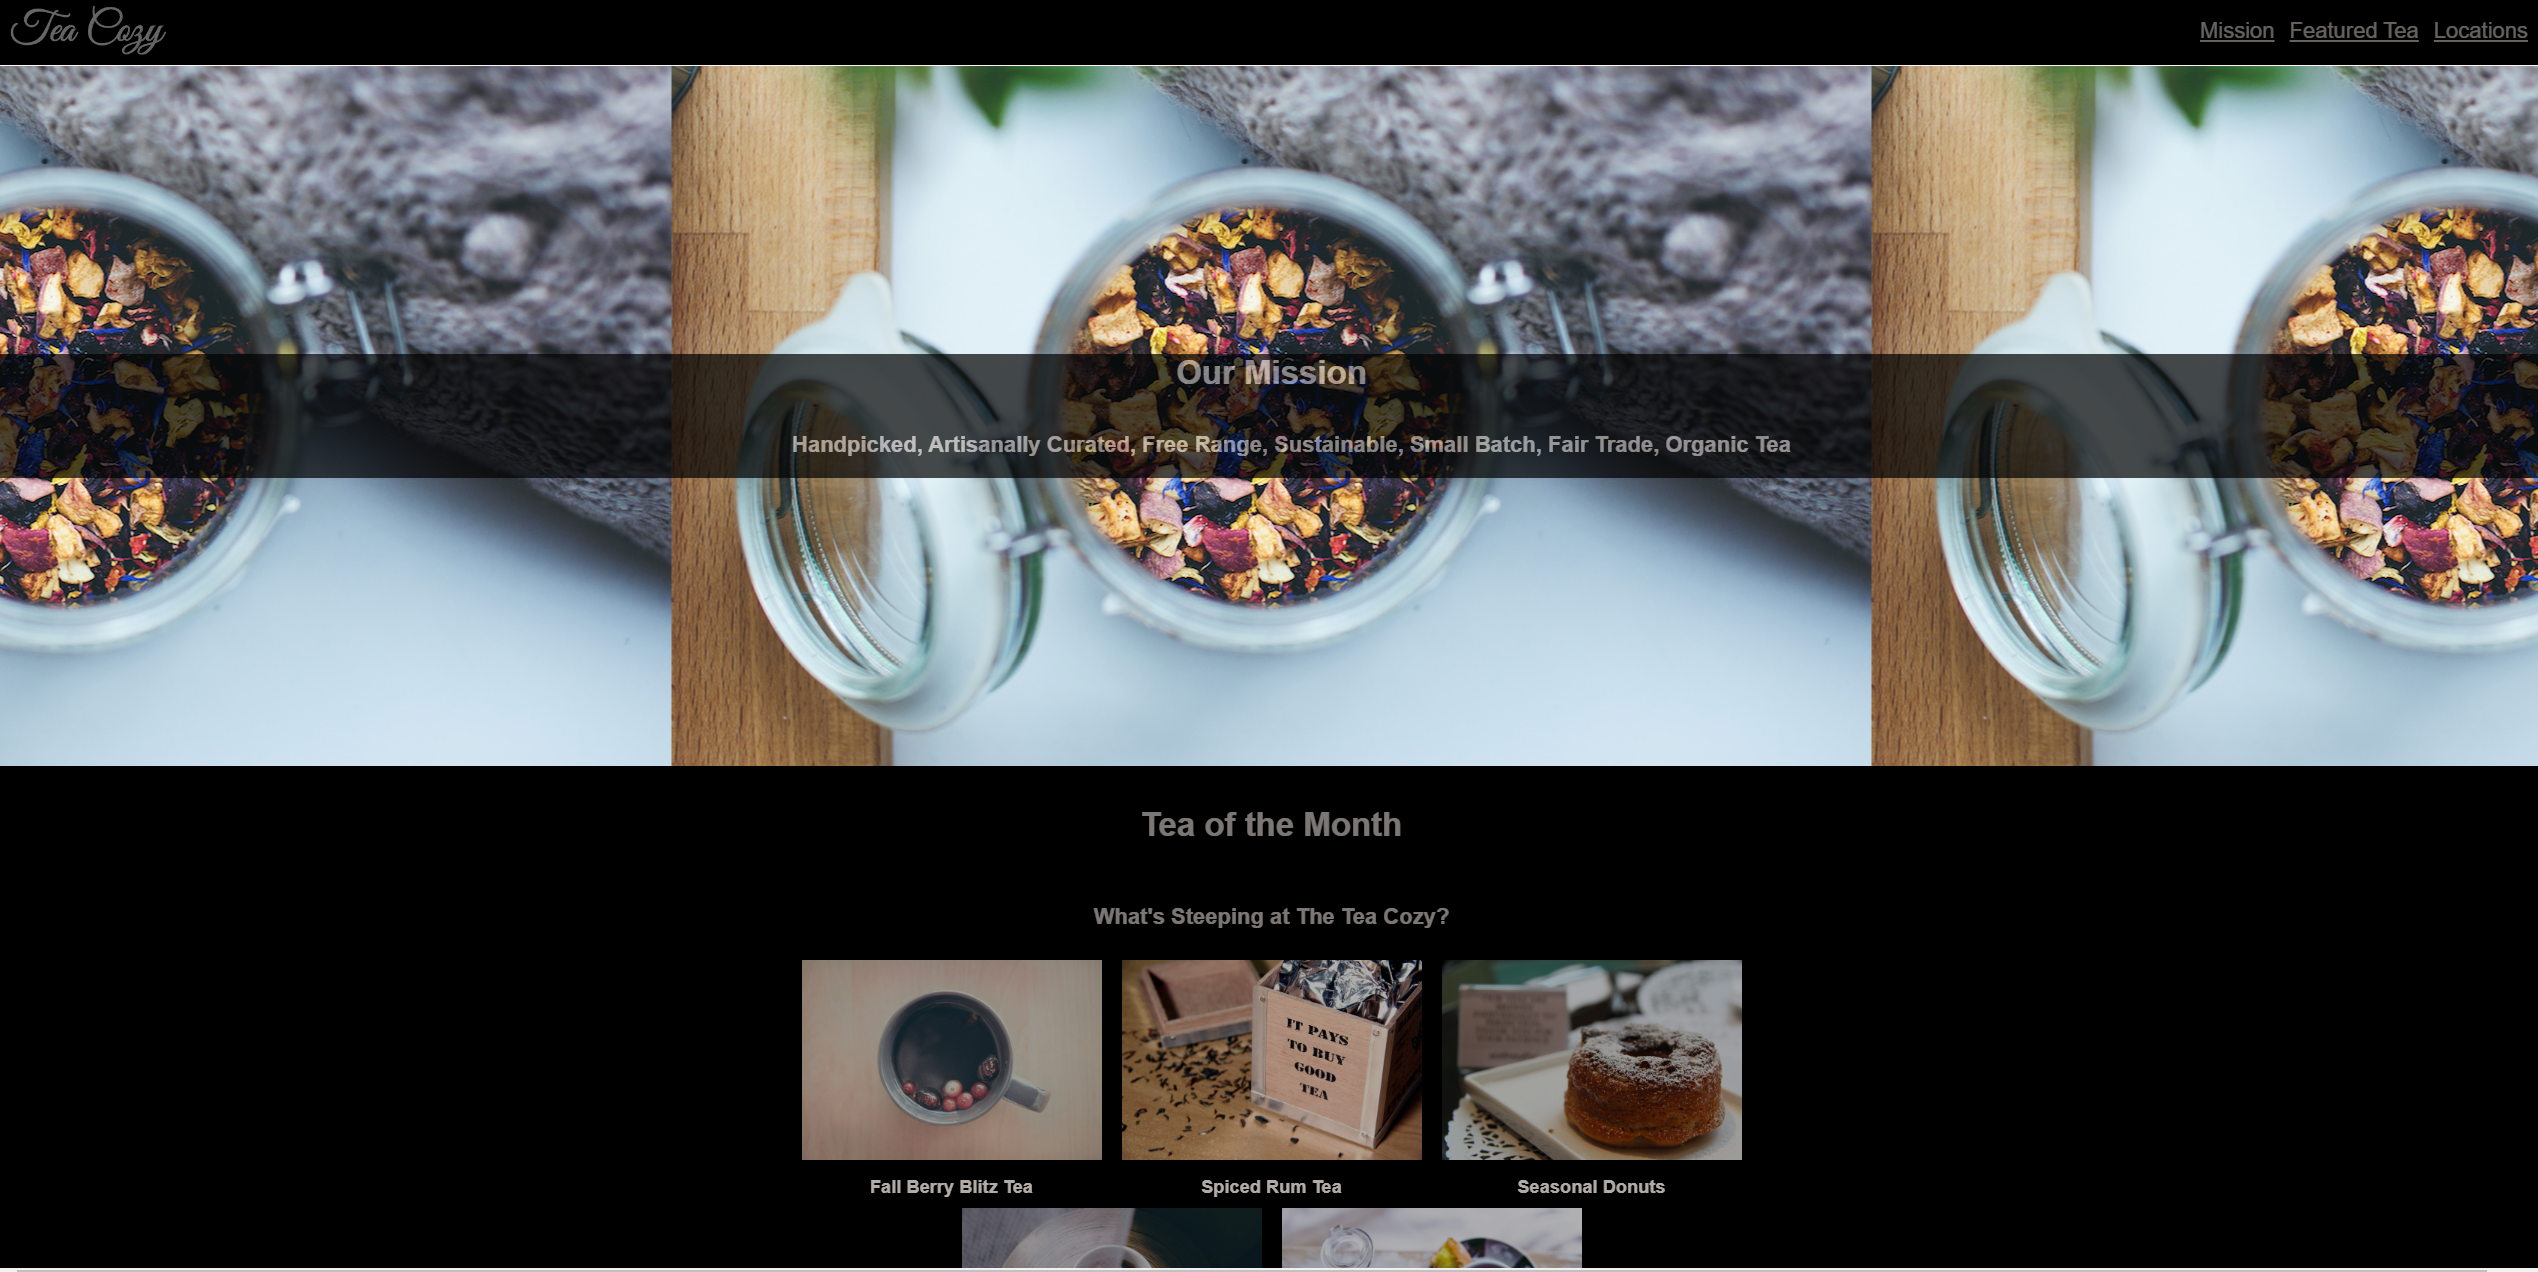 Tea Cozy
Mission Featured Tea Locations
Our Mission
Handpicked, Artisanally Curated, Free Range, Sustainable, Small Batch, Fair Trade, Organic Tea
Tea of the Month
What's Steeping at The Tea Cozy?
IT PAYS
TO BUY
GOOD
TEA
Fall Berry Blitz Tea
Spiced Rum Tea
Seasonal Donuts